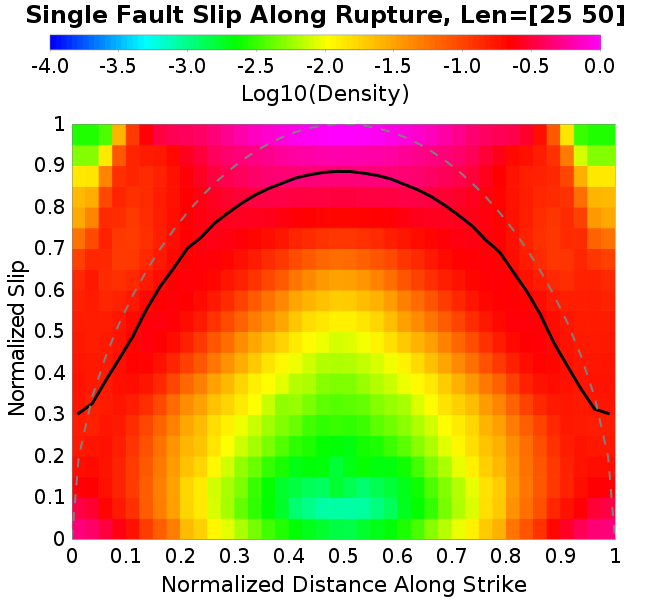 Single Fault Slip Along Rupture, Len=[25 50]
-4.0 -3.5 -3.0 -2.5 -2.0 -1.5 -1.0 -0.5 0.0
Log10(Density)
1
0.9
0.8
0.7
0.6
0.5
0.4
0.3
0.2
0.1
0
Normalized Slip
0 0.1 0.2 0.3 0.4 0.5 0.6 0.7 0.8 0.9 1
Normalized Distance Along Strike